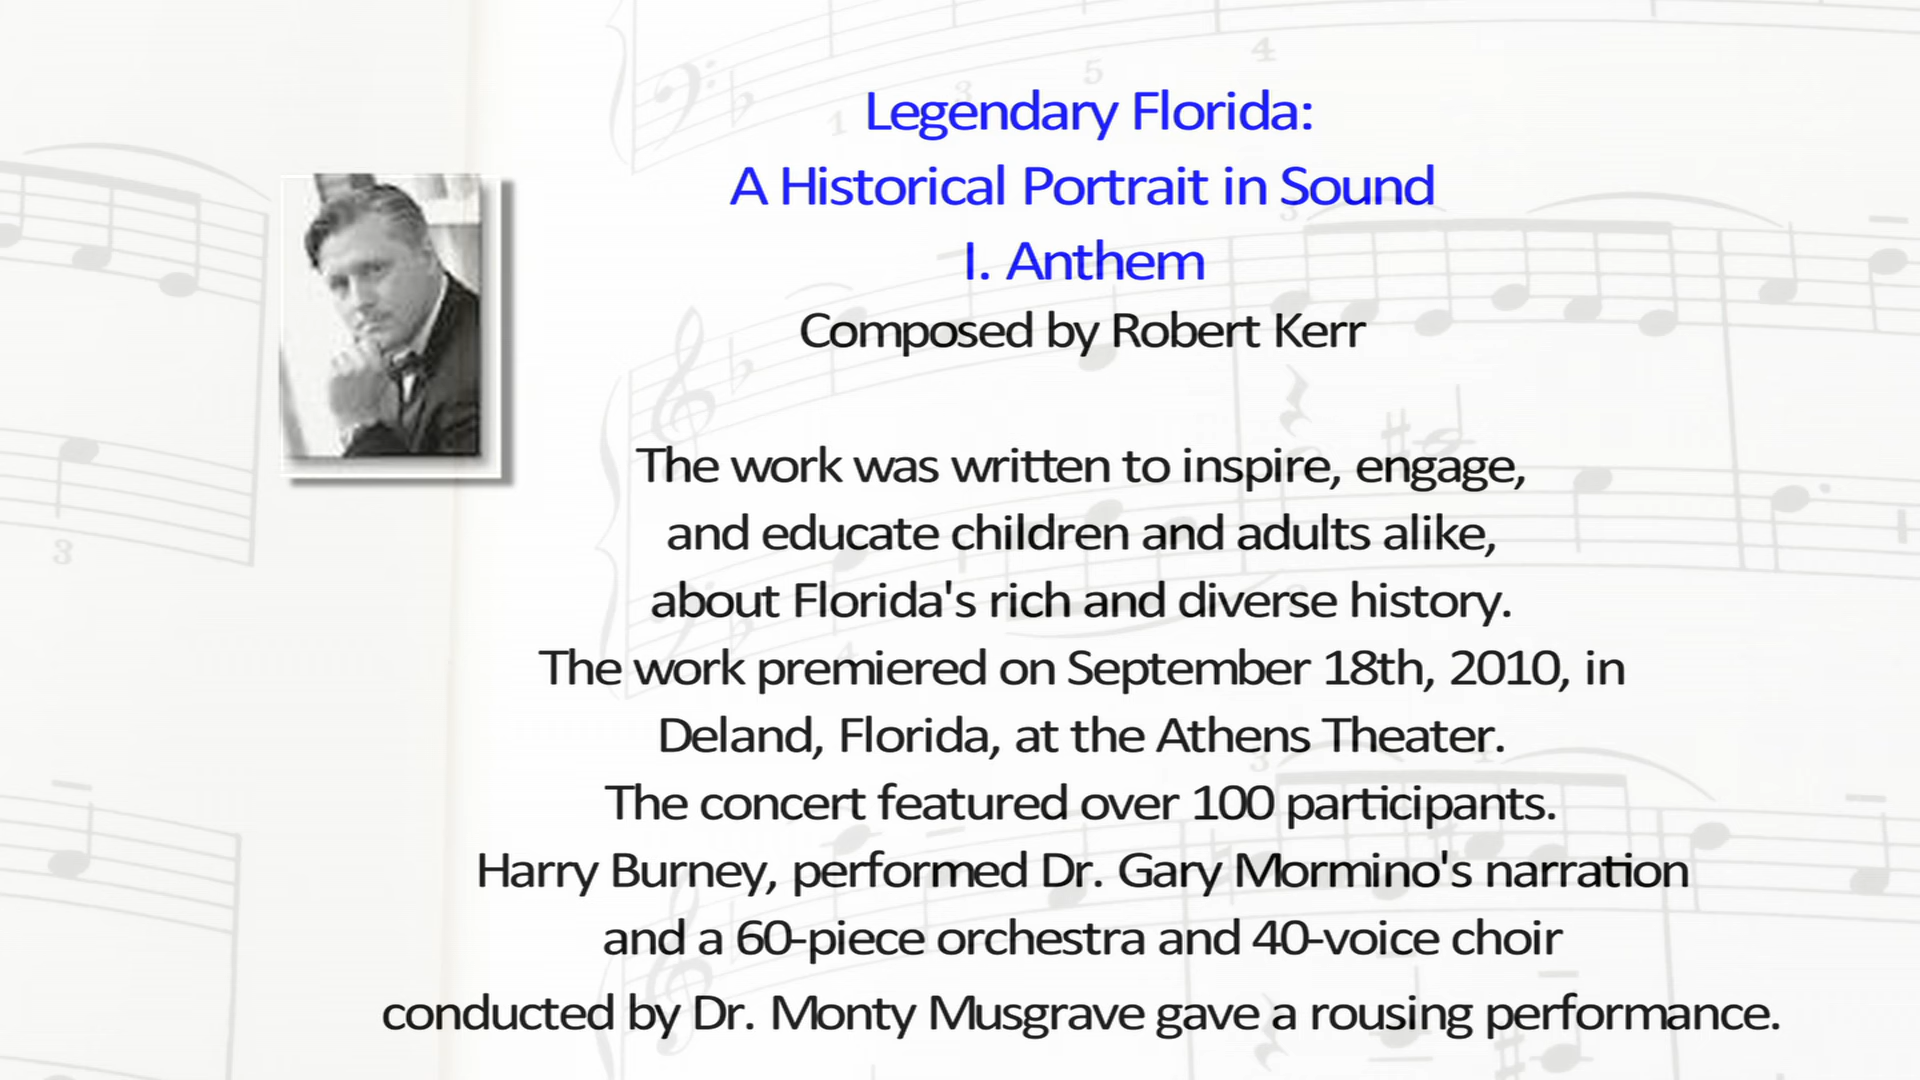 Legendary Florida:
A Historical Portrait in Sound
I. Anthem
Composed by Robert Kerr
The work was written to inspire, engage,
and educate children and adults alike,
about Florida's rich and diverse history.
The work premiered on September 18th, 2010, in
Deland, Florida, at the Athens Theater.
The concert featured over 100 participants.
Harry Burney, performed Dr. Gary Mormino's narration
and a 60-piece orchestra and 40-voice choir
conducted by Dr. Monty Musgrave gave a rousing performance.